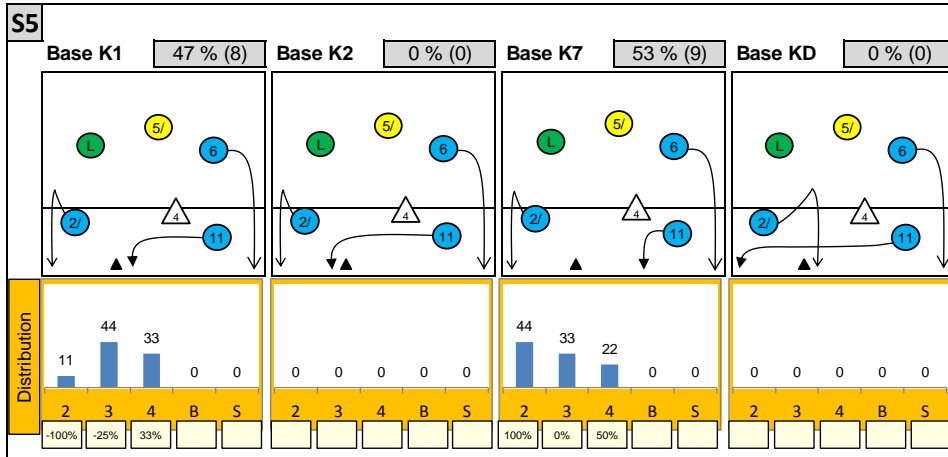 S5
Base K1 47 % (8) Base K2 0 % (0) Base K7 53 % (9) Base KD 0 % (0)
5/ 5/ 5/ 5/
L 6 L 6 L 6 L 6
2/ 4 11 2/ 4 11 2/ 4 11 2/ 4 11
Distribution
11 44 33 0 0 0 0 0 0 0 44 33 22 0 0 0 0 0 0 0
2 3 4 B S 2 3 4 B S 2 3 4 B S 2 3 4 B S
-100% -25% 33% 100% 0% 50%